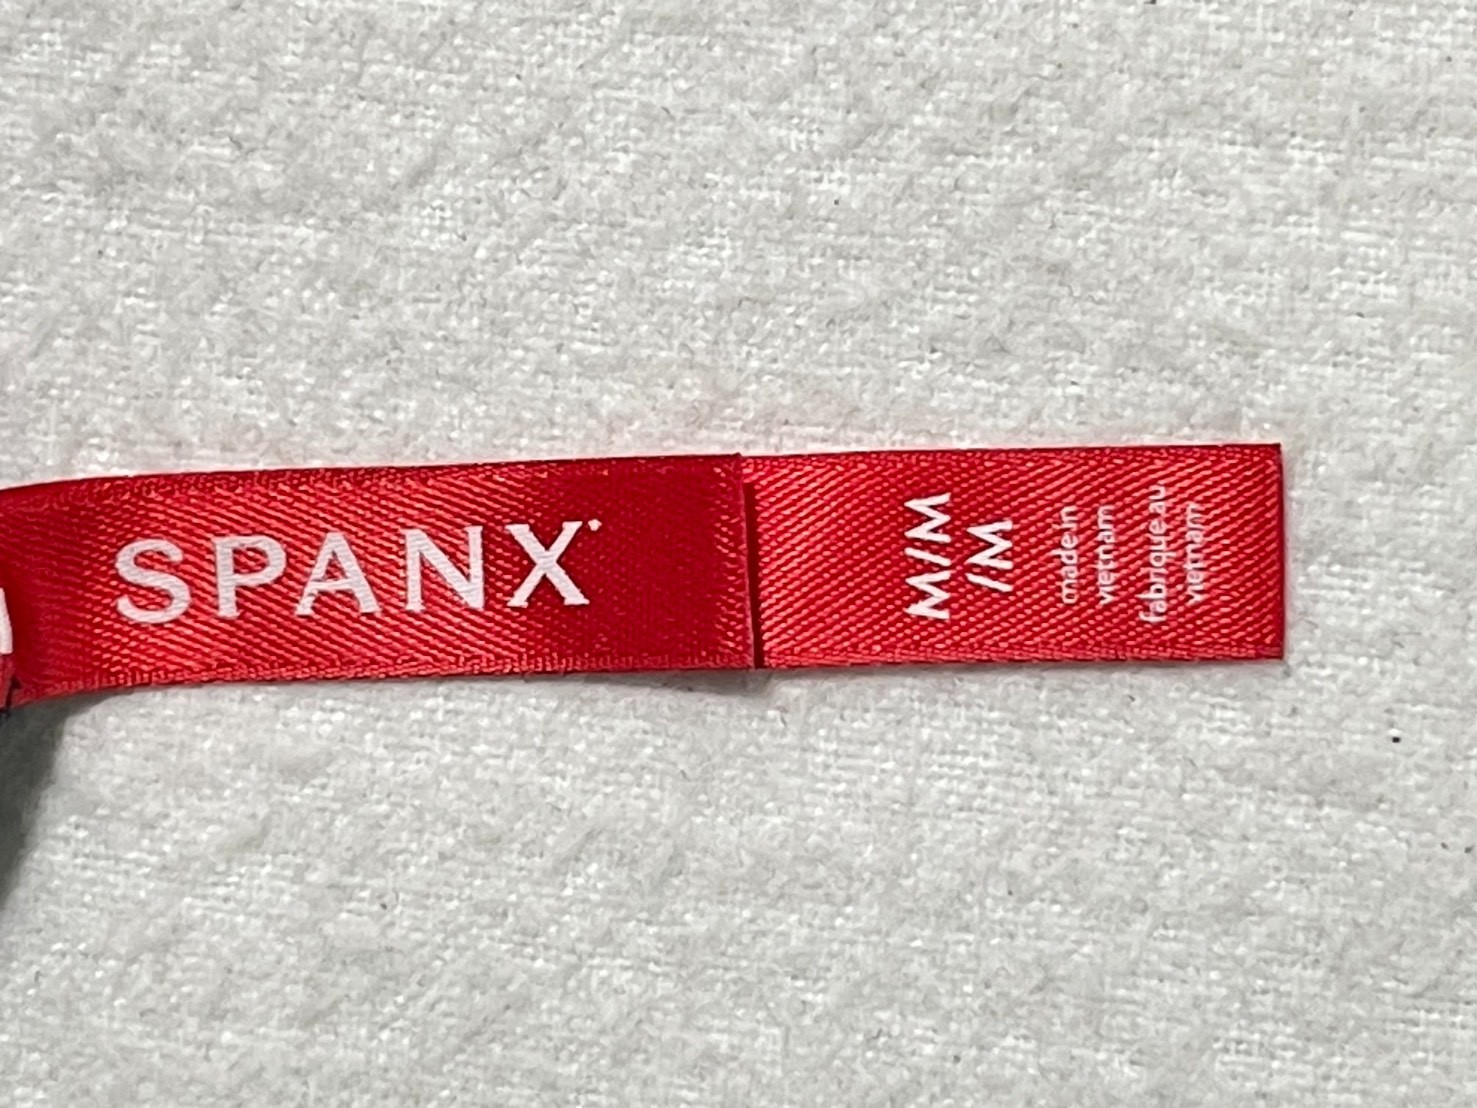 SPANX
M/M
/M
made in
vietnam
fabriqué au
vietnam